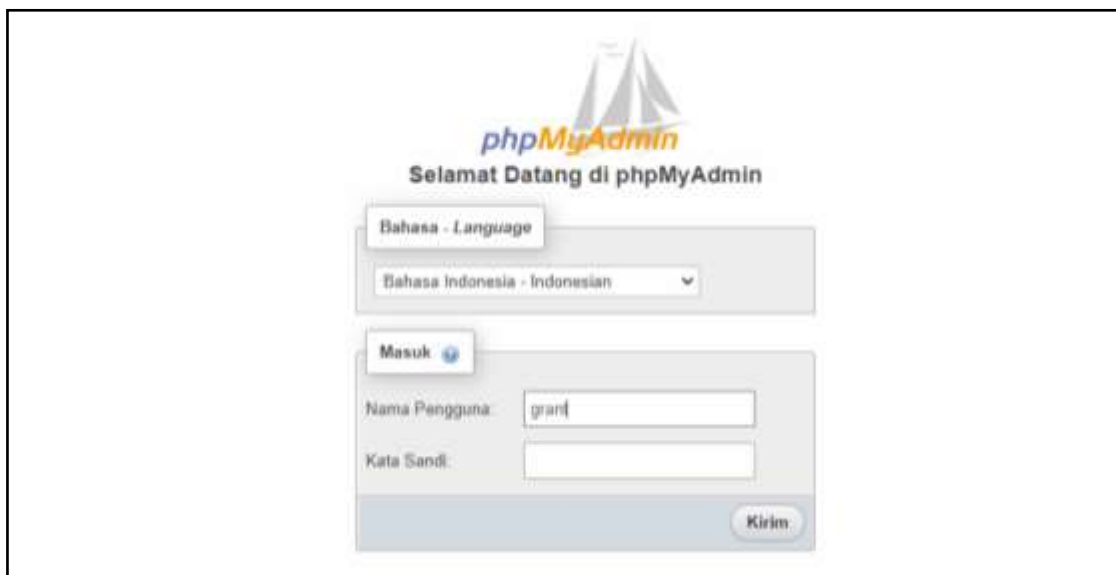 phpMyAdmin
Selamat Datang di phpMyAdmin
Bahasa - Language
Bahasa Indonesia - Indonesian
Masuk
Nama Pengguna:
grant
Kata Sandi:
Kirim